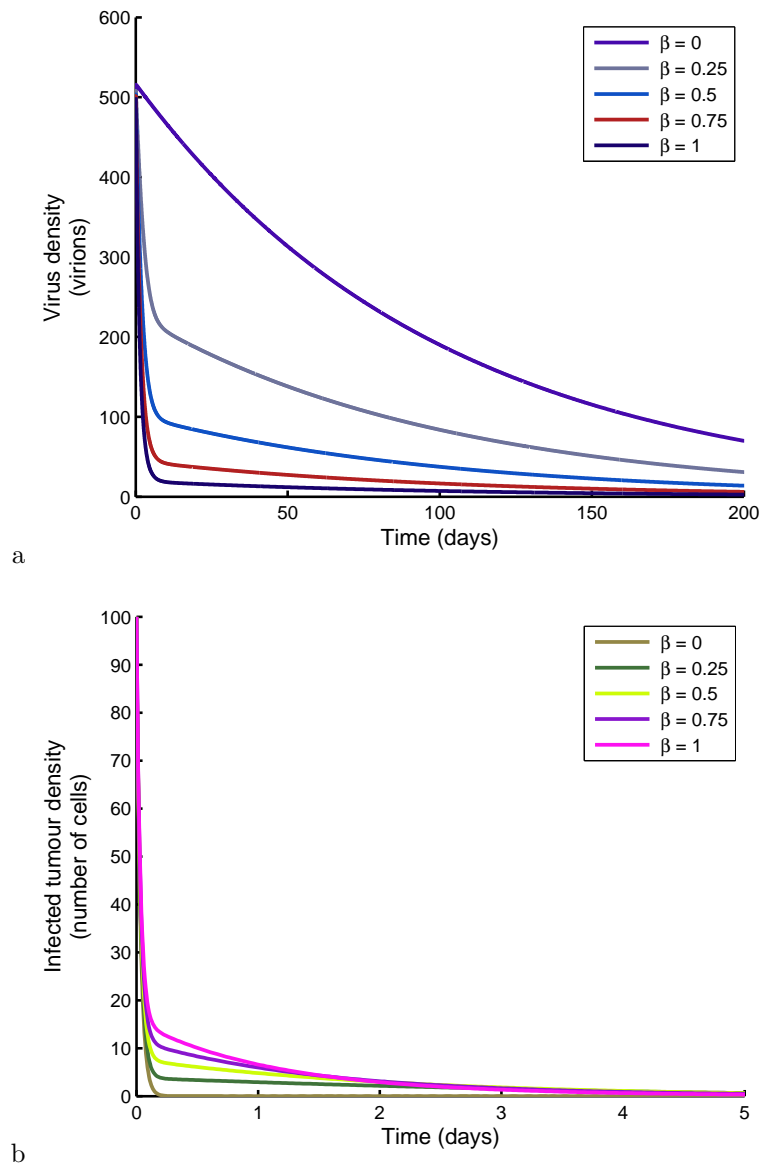 600
500
400
300
200
100
0
Virus density
(virions)
0 50 100 150 200
Time (days)
β = 0
β = 0.25
β = 0.5
β = 0.75
β = 1
a
100
90
80
70
60
50
40
30
20
10
0
Infected tumour density
(number of cells)
0 1 2 3 4 5
Time (days)
β = 0
β = 0.25
β = 0.5
β = 0.75
β = 1
b